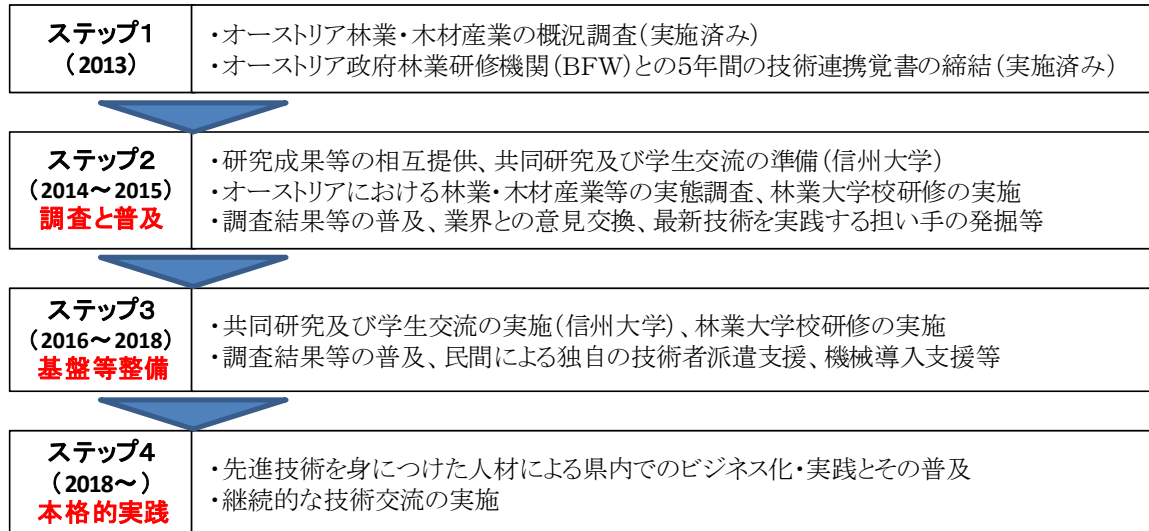 ステップ1
(2013)
・オーストリア林業・木材産業の概況調査(実施済み)
・オーストリア政府林業研修機関(BFW)との5年間の技術連携覚書の締結(実施済み)
ステップ2
(2014～2015)
調査と普及
・研究成果等の相互提供、共同研究及び学生交流の準備(信州大学)
・オーストリアにおける林業・木材産業等の実態調査、林業大学校研修の実施
・調査結果等の普及、業界との意見交換、最新技術を実践する担い手の発掘等
ステップ3
(2016～2018)
基盤等整備
・共同研究及び学生交流の実施(信州大学)、林業大学校研修の実施
・調査結果等の普及、民間による独自の技術者派遣支援、機械導入支援等
ステップ4
(2018～)
本格的実践
・先進技術を身につけた人材による県内でのビジネス化・実践とその普及
・継続的な技術交流の実施